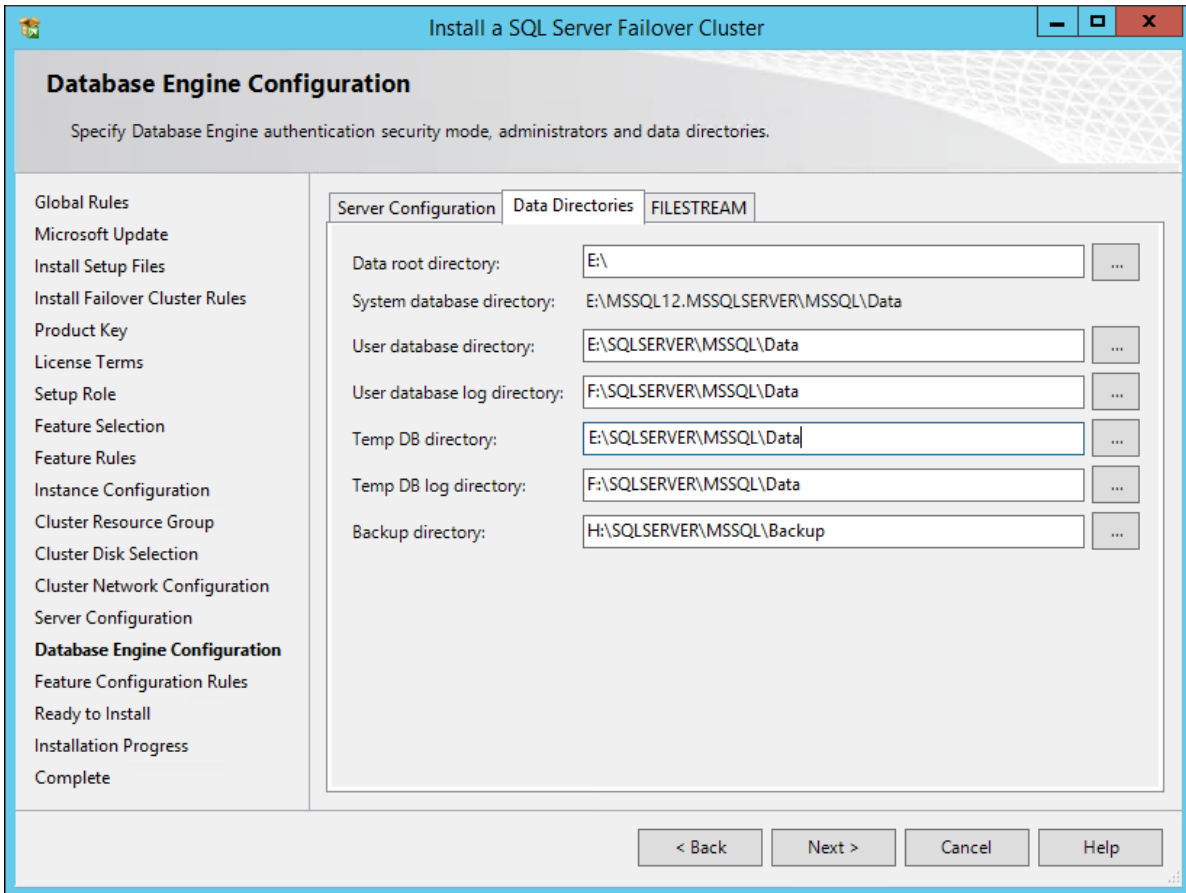 Install a SQL Server Failover Cluster
Database Engine Configuration
Specify Database Engine authentication security mode, administrators and data directories.
Global Rules
Microsoft Update
Install Setup Files
Install Failover Cluster Rules
Product Key
License Terms
Setup Role
Feature Selection
Feature Rules
Instance Configuration
Cluster Resource Group
Cluster Disk Selection
Cluster Network Configuration
Server Configuration
Database Engine Configuration
Feature Configuration Rules
Ready to Install
Installation Progress
Complete
Server Configuration Data Directories FILESTREAM
Data root directory: E:\ ...
System database directory: E:\MSSQL12.MSSQLSERVER\MSSQL\Data
User database directory: E:\SQLSERVER\MSSQL\Data ...
User database log directory: F:\SQLSERVER\MSSQL\Data ...
Temp DB directory: E:\SQLSERVER\MSSQL\Data ...
Temp DB log directory: F:\SQLSERVER\MSSQL\Data ...
Backup directory: H:\SQLSERVER\MSSQL\Backup ...
< Back Next > Cancel Help